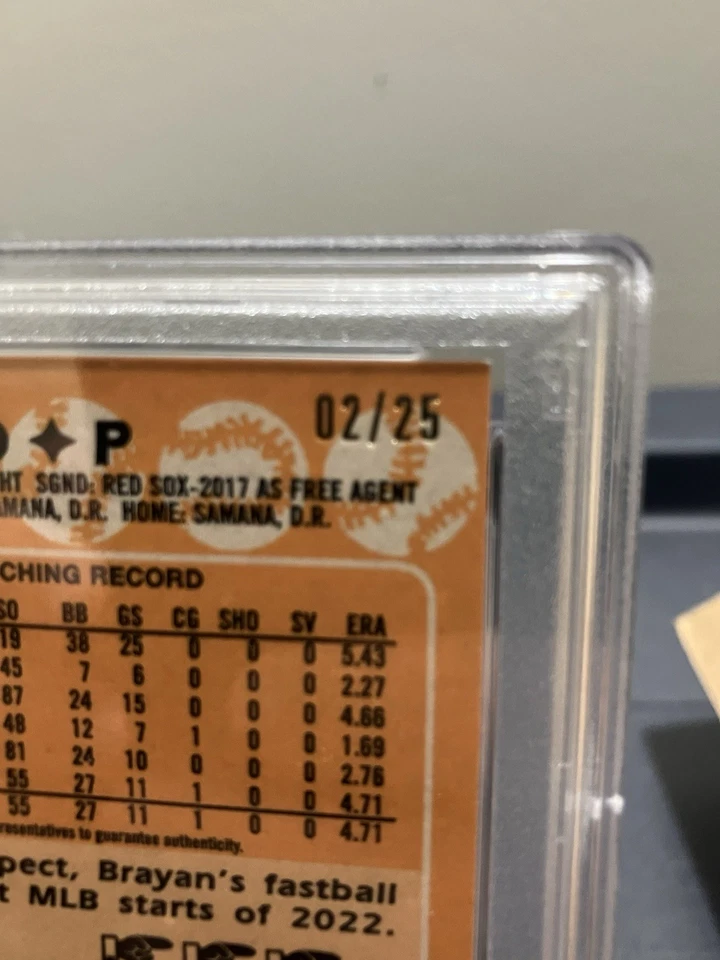 02/25
P
HT SGND: RED SOX-2017 AS FREE AGENT
AMANA, D.R. HOME: SAMANA, D.R.
CHING RECORD
SO BB GS CG SHO SV ERA
19 38 25 0 0 0 5.43
45 7 6 0 0 0 2.27
87 24 15 0 0 0 4.66
48 12 7 1 0 0 1.69
81 24 10 0 0 0 2.76
55 27 11 1 0 0 4.71
55 27 11 1 0 0 4.71
resentatives to guarantee authenticity.
pect, Brayan's fastball
t MLB starts of 2022.